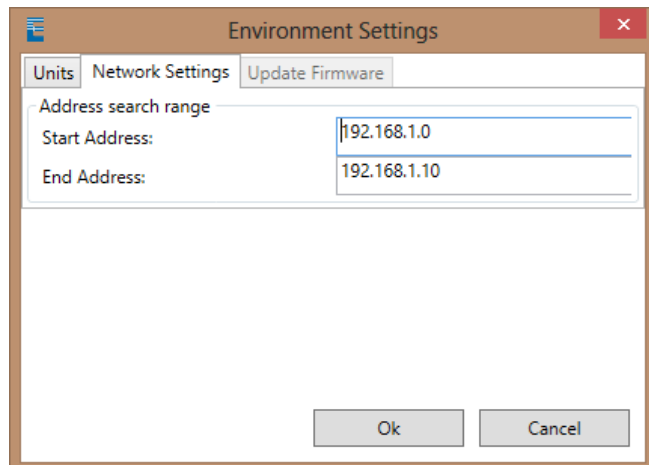 Environment Settings
Units Network Settings Update Firmware
Address search range
Start Address: 192.168.1.0
End Address: 192.168.1.10
Ok Cancel